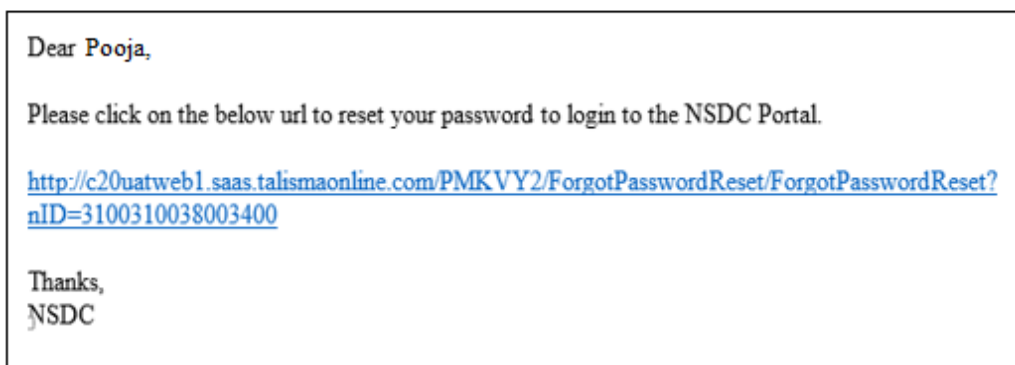 Dear Pooja,
Please click on the below url to reset your password to login to the NSDC Portal.
http://c20uatweb1.saas.talismaonline.com/PMKVY2/ForgotPasswordReset/ForgotPasswordReset?
nID=3100310038003400
Thanks,
NSDC